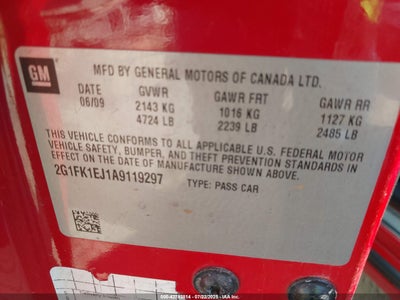 GM
MFD BY GENERAL MOTORS OF CANADA LTD.
DATE GVWR GAWR FRT GAWR RR
06/09 2143 KG 1016 KG 1127 KG
4724 LB 2239 LB 2485 LB
THIS VEHICLE CONFORMS TO ALL APPLICABLE U.S. FEDERAL MOTOR
VEHICLE SAFETY, BUMPER, AND THEFT PREVENTION STANDARDS
IN EFFECT ON THE DATE OF MANUFACTURE SHOWN ABOVE.
2G1FK1EJ1A9119297 TYPE: PASS CAR